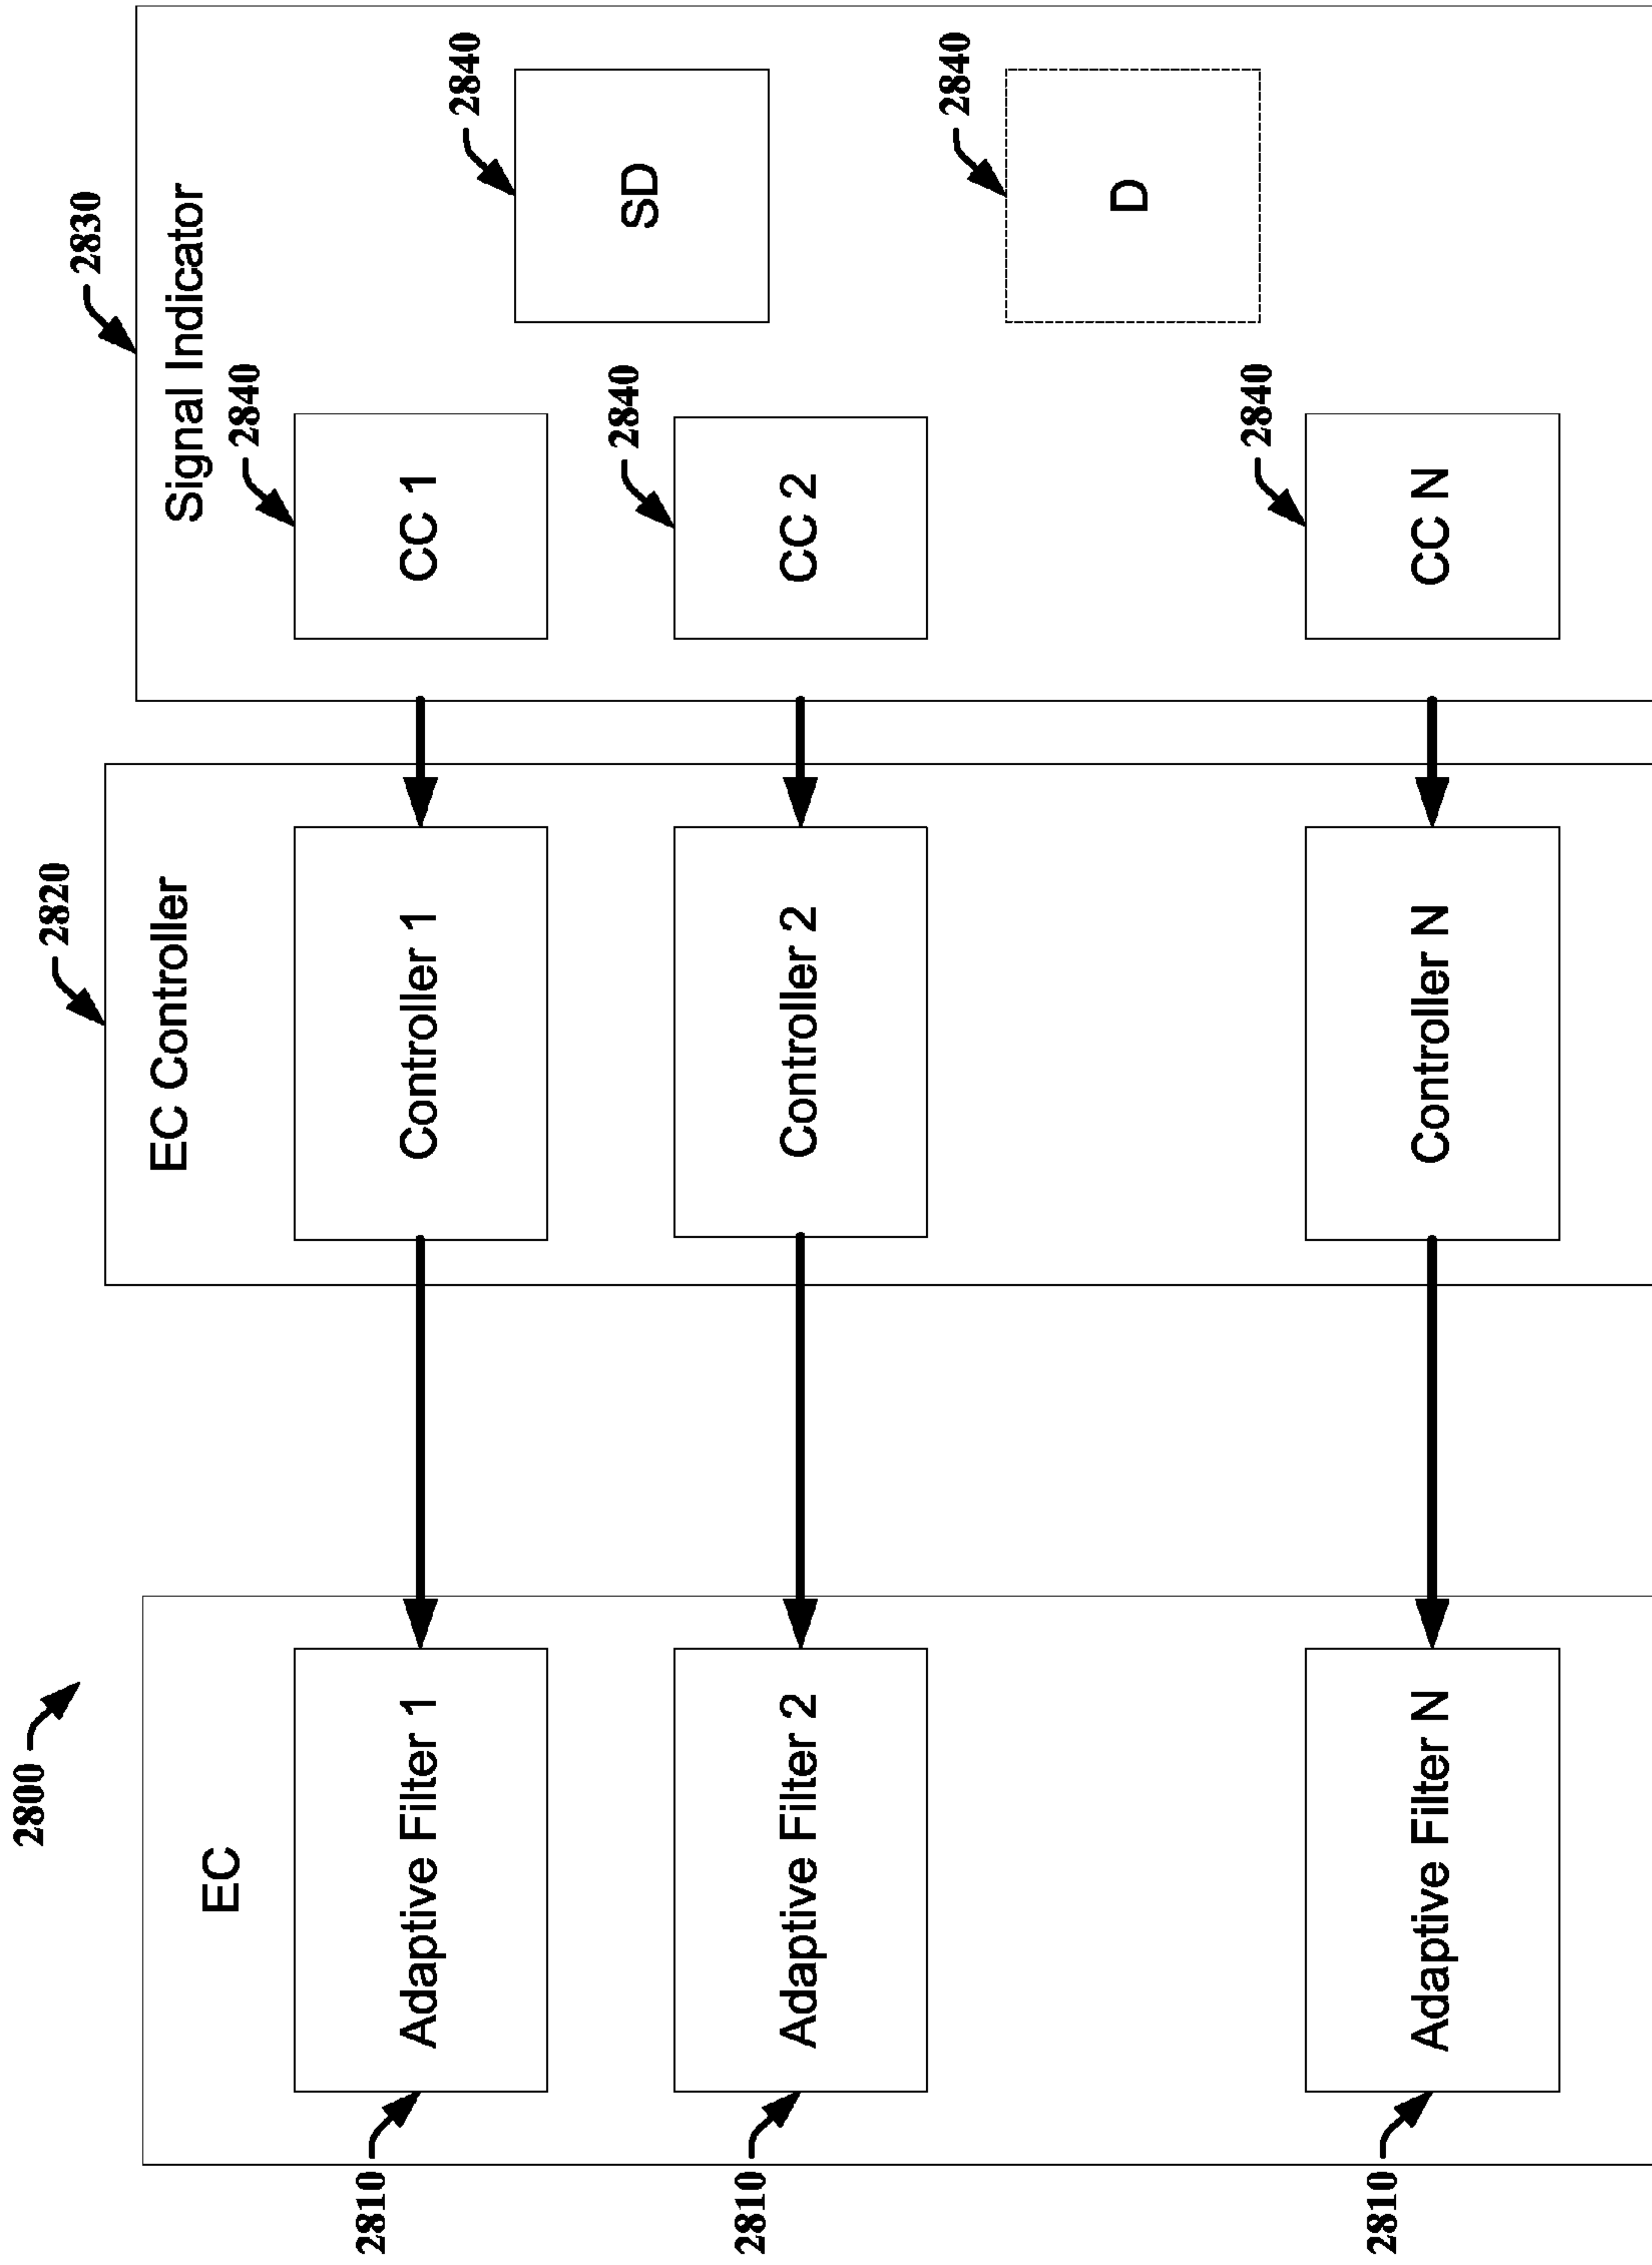 2800
EC
2810
Adaptive Filter 1
2810
Adaptive Filter 2
2810
Adaptive Filter N
2820
EC Controller
Controller 1
Controller 2
Controller N
2830
Signal Indicator
2840
CC 1
2840
CC 2
2840
CC N
2840
SD
2840
D